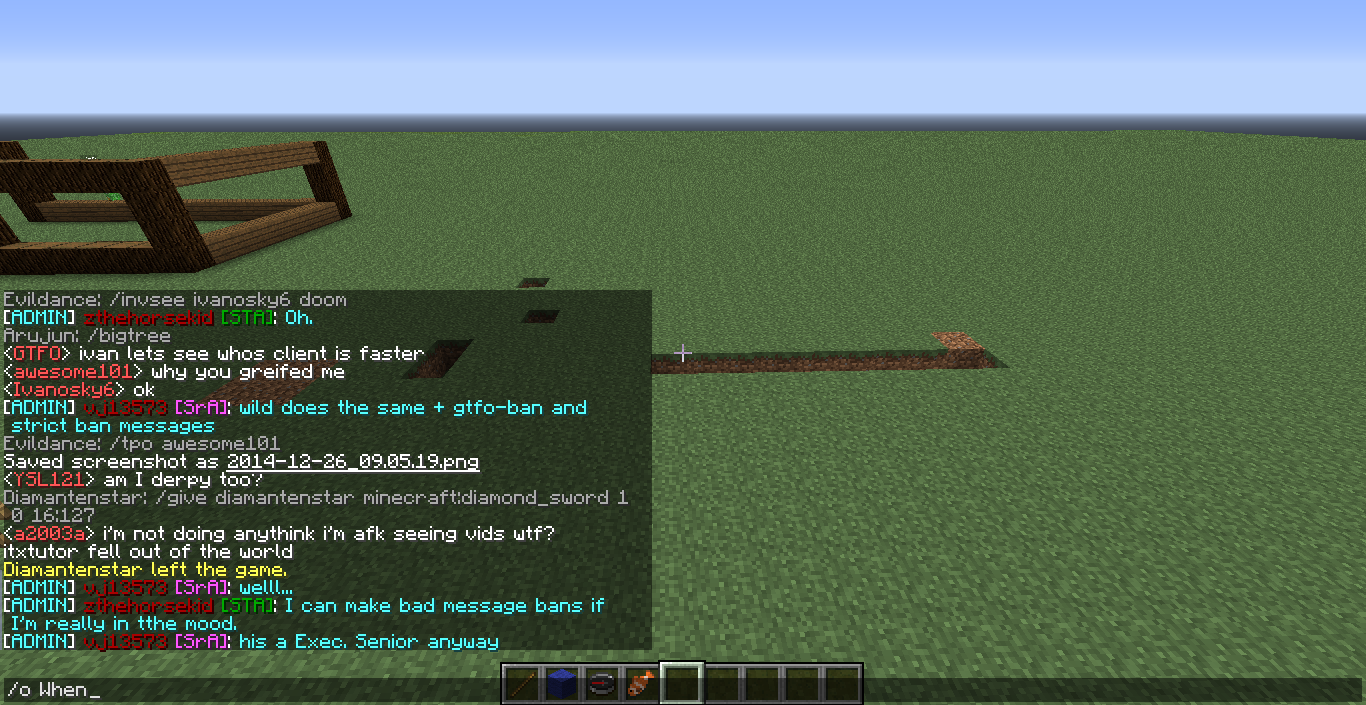 Evildance: /invsee ivanosky6 doom
[ADMIN] zthehorsekid [STA]: Oh.
Arujun: /bigtree
<GTFO> ivan lets see whos client is faster
<awesome101> why you greifed me
<Ivanosky6> ok
[ADMIN] vj13573 [SrA]: wild does the same + gtfo-ban and
strict ban messages
Evildance: /tpo awesome101
Saved screenshot as 2014-12-26_09.05.19.png
<YSL121> am I derpy too?
Diamantenstar: /give diamantenstar minecraft:diamond_sword 1
0 16:127
<a2003a> i'm not doing anythink i'm afk seeing vids wtf?
itxtutor fell out of the world
Diamantenstar left the game.
[ADMIN] vj13573 [SrA]: welll...
[ADMIN] zthehorsekid [STA]: I can make bad message bans if
I'm really in tthe mood.
[ADMIN] vj13573 [SrA]: his a Exec. Senior anyway
/o When_